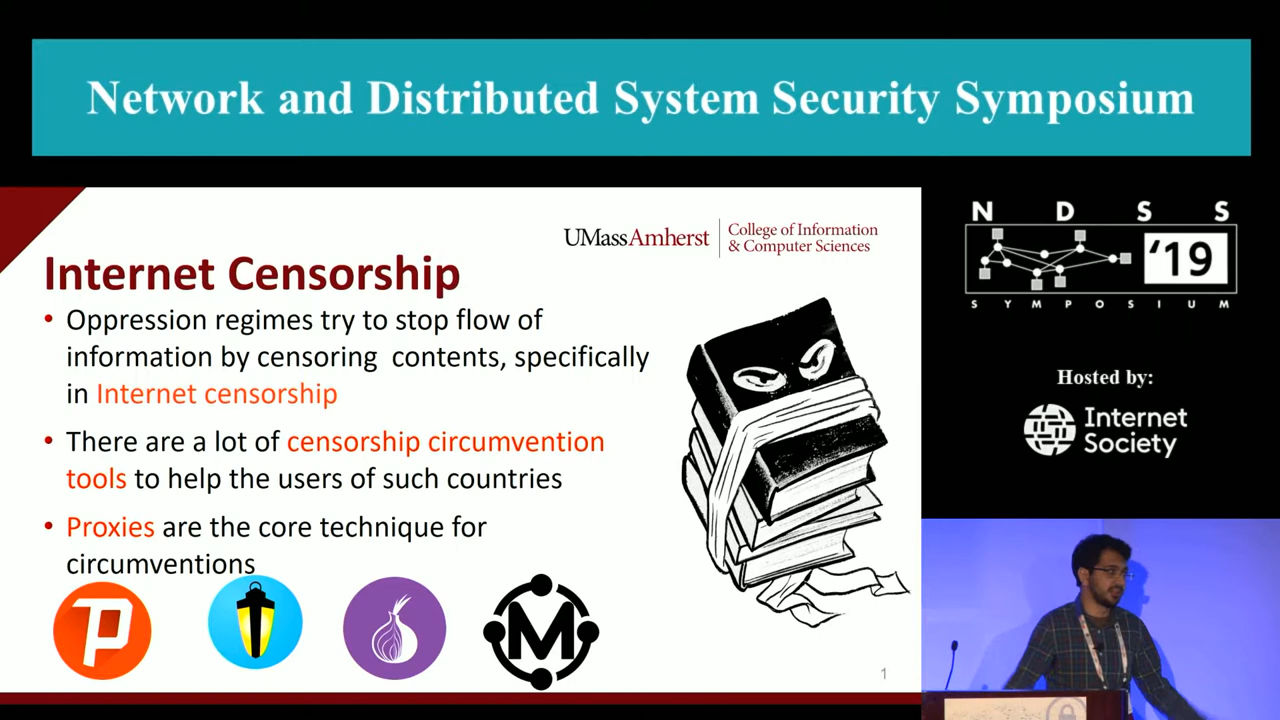 Network and Distributed System Security Symposium
UMassAmherst
College of Information
& Computer Sciences
Internet Censorship
• Oppression regimes try to stop flow of
information by censoring contents, specifically
in Internet censorship
• There are a lot of censorship circumvention
tools to help the users of such countries
• Proxies are the core technique for
circumventions
P
M
1
N D S S
'19
S Y M P O S I U M
Hosted by:
Internet
Society